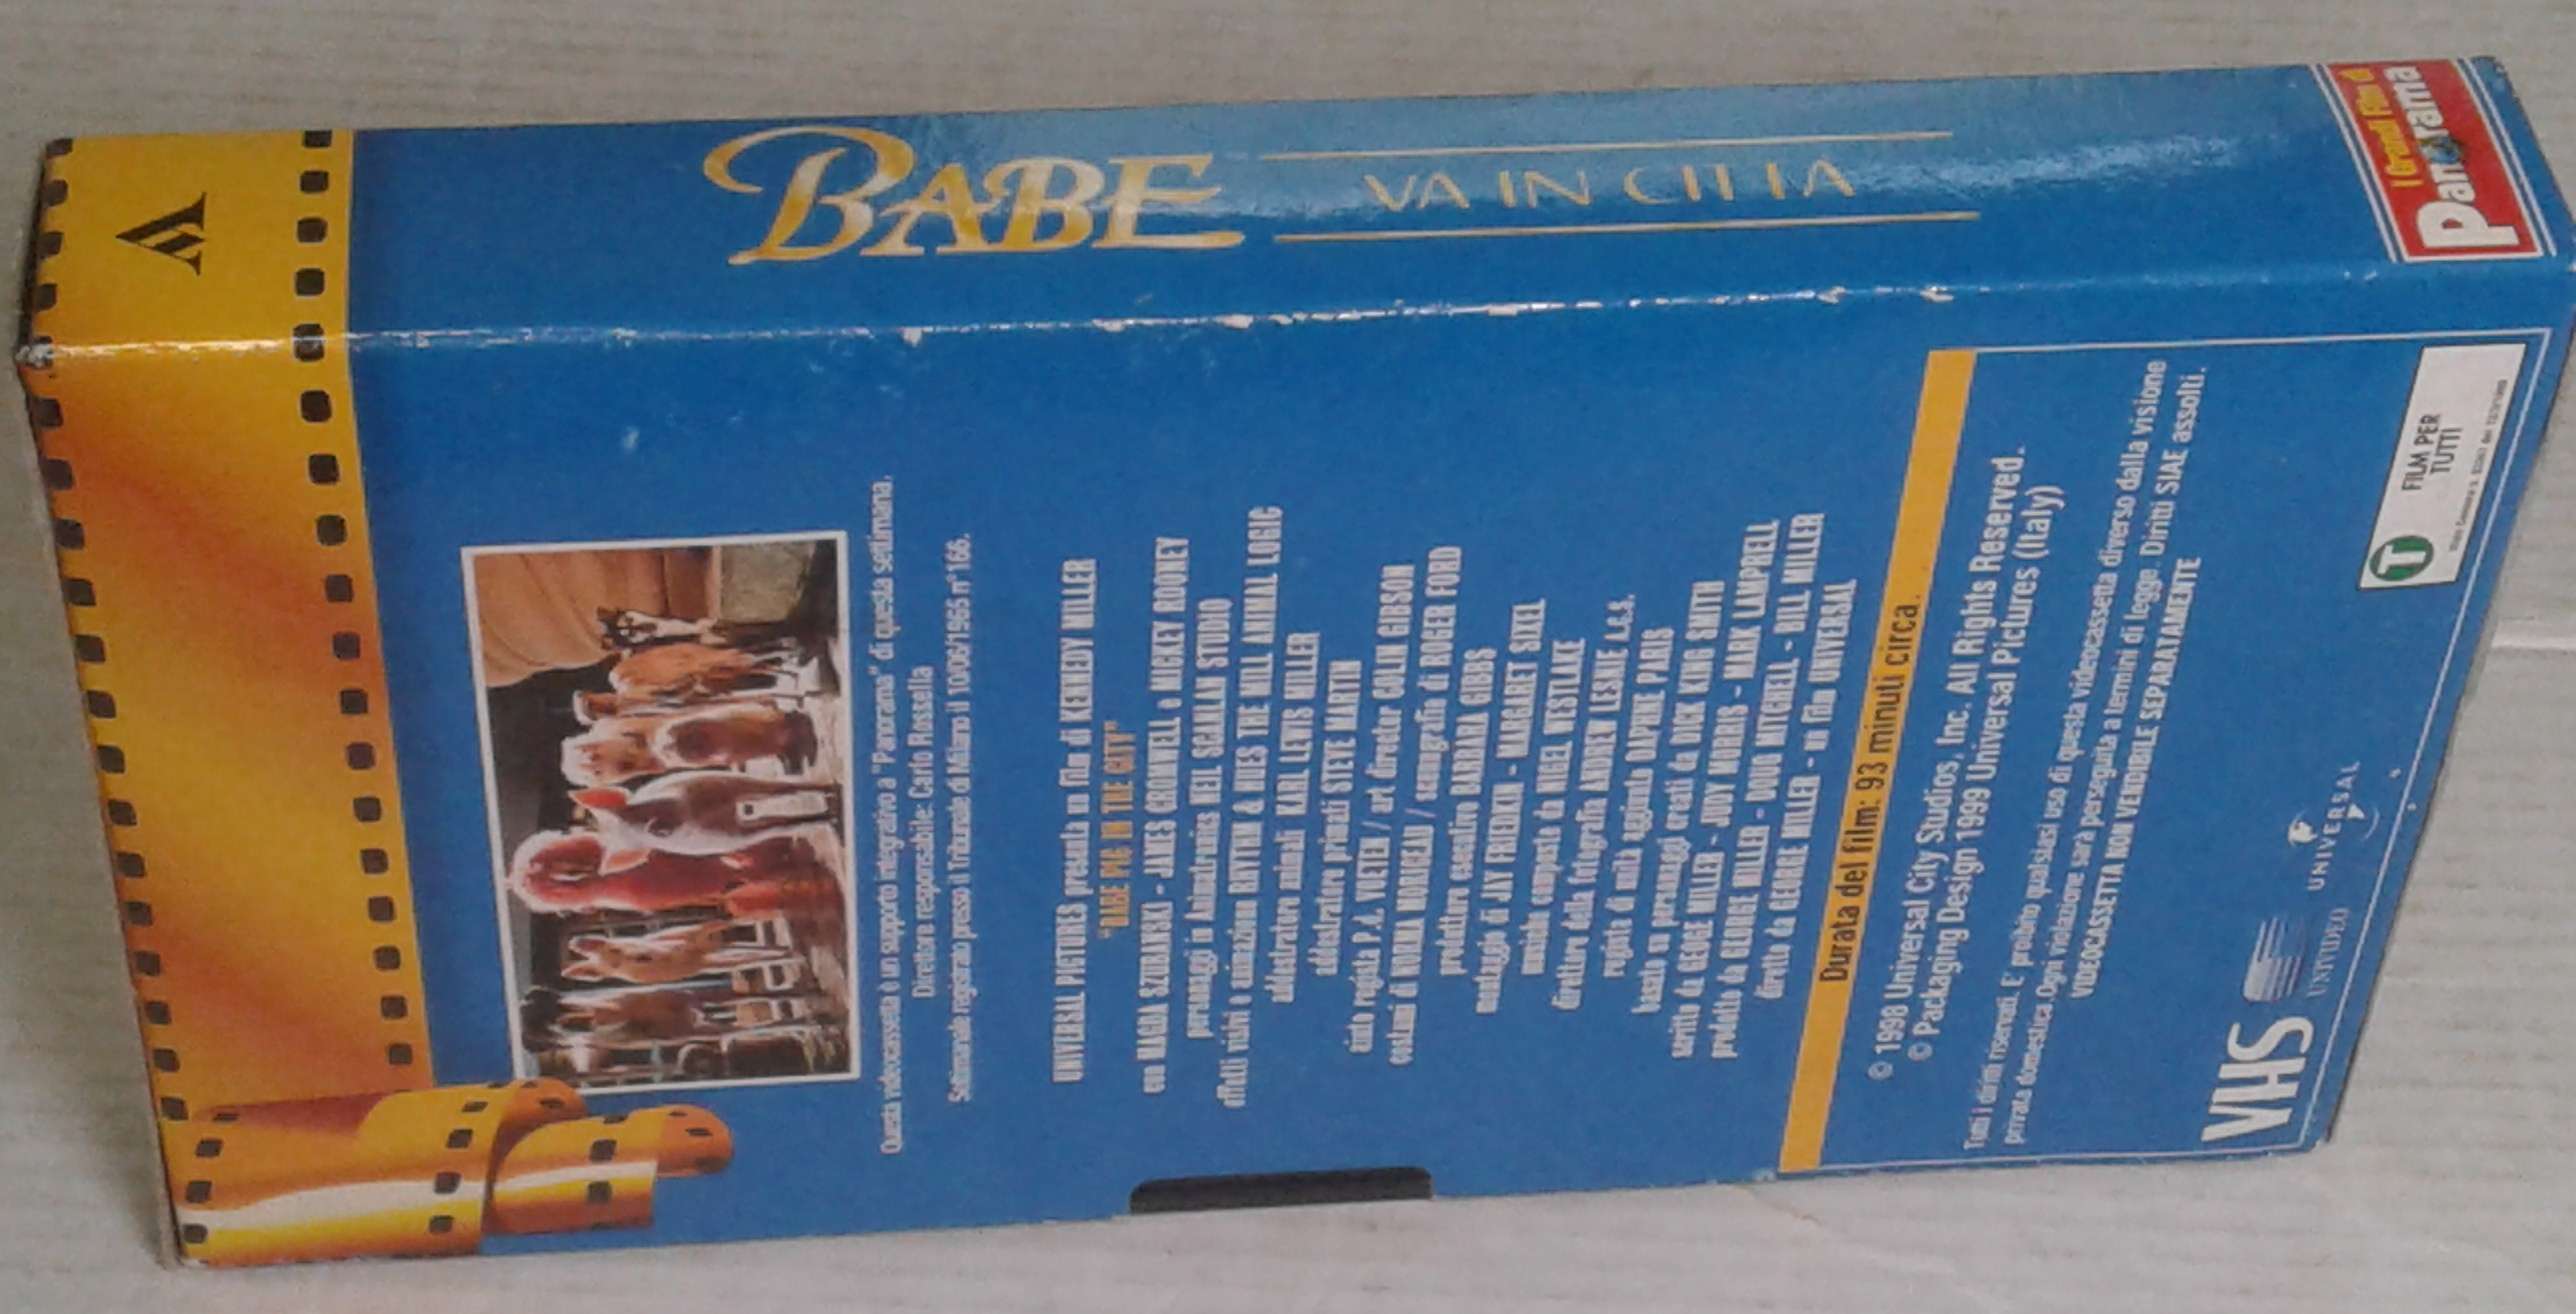 BABE
VA IN CITTÀ
I Grandi Film di
Panorama
Questa videocassetta è un supporto integrativo a "Panorama" di questa settimana.
Direttore responsabile: Carlo Rossella
Settimanale registrato presso il Tribunale di Milano il 10/06/1965 n°166.
UNIVERSAL PICTURES presenta un film di KENNEDY MILLER
"BABE PIG IN THE CITY"
con MAGDA SZUBANSKI - JAMES CROMWELL e MICKEY ROONEY
personaggi in Animatronics NEIL SCANLAN STUDIO
effetti visivi e animazione RHYTHM & HUES THE MILL ANIMAL LOGIC
addestratore animali KARL LEWIS MILLER
addestratore primati STEVE MARTIN
aiuto regista P.J. VOETEN / art director COLIN GIBSON
costumi di NORMA MORICEAU / scenografia di ROGER FORD
produttore esecutivo BARBARA GIBBS
montaggio di JAY FRIEDKIN - MARGARET SIXEL
musiche composte da NIGEL WESTLAKE
direttore della fotografia ANDREW LESNIE A.C.S.
regista di unità aggiunta DAPHNE PARIS
basato su personaggi creati da DICK KING SMITH
scritto da GEOGE MILLER - JUDY MORRIS - MARK LAMPRELL
prodotto da GEORGE MILLER - DOUG MITCHELL - BILL MILLER
diretto da GEORGE MILLER - un film UNIVERSAL
Durata del film: 93 minuti circa.
© 1998 Universal City Studios, Inc. All Rights Reserved.
© Packaging Design 1999 Universal Pictures (Italy)
Tutti i diritti riservati. E' proibito qualsiasi uso di questa videocassetta diverso dalla visione
privata domestica. Ogni violazione sarà perseguita a termini di legge. Diritti SIAE assolti.
VIDEOCASSETTA NON VENDIBILE SEPARATAMENTE
VHS
UNIVIDEO
UNIVERSAL
T
FILM PER
TUTTI